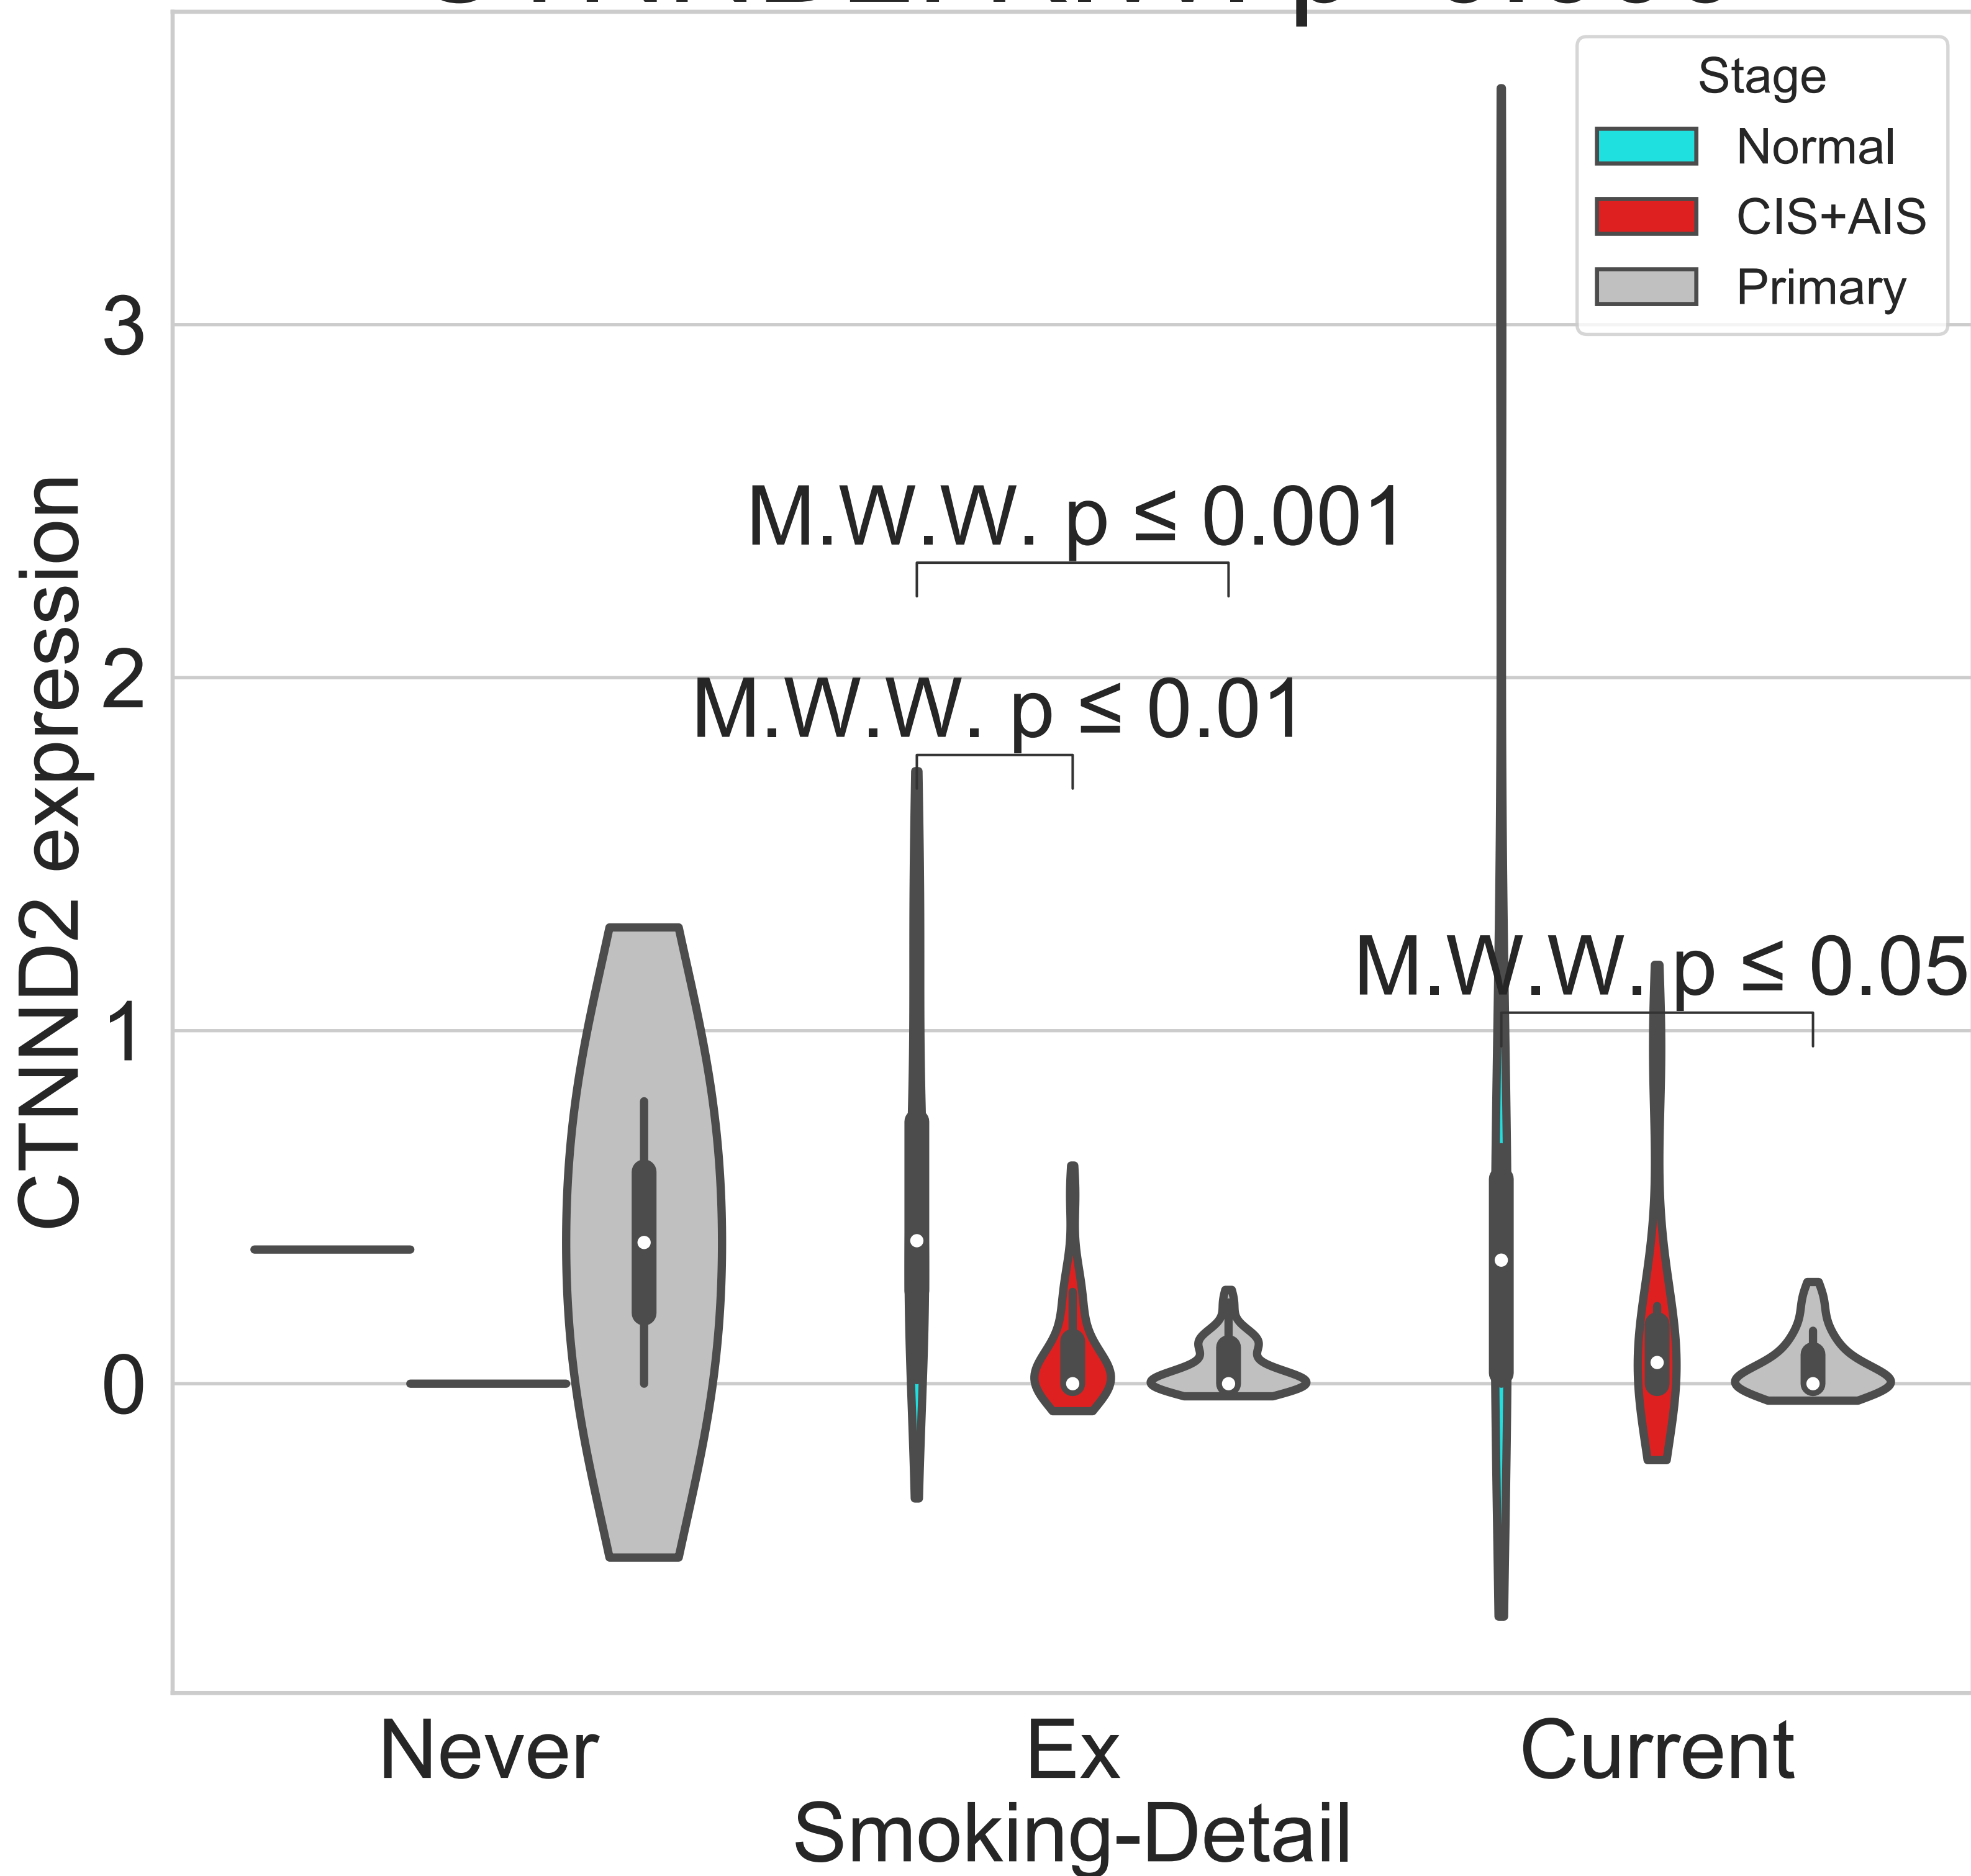 Stage
Normal
CIS+AIS
Primary
3
2
1
0
CTNND2 expression
M.W.W. p ≤ 0.001
M.W.W. p ≤ 0.01
M.W.W. p ≤ 0.05
Never
Ex
Current
Smoking-Detail